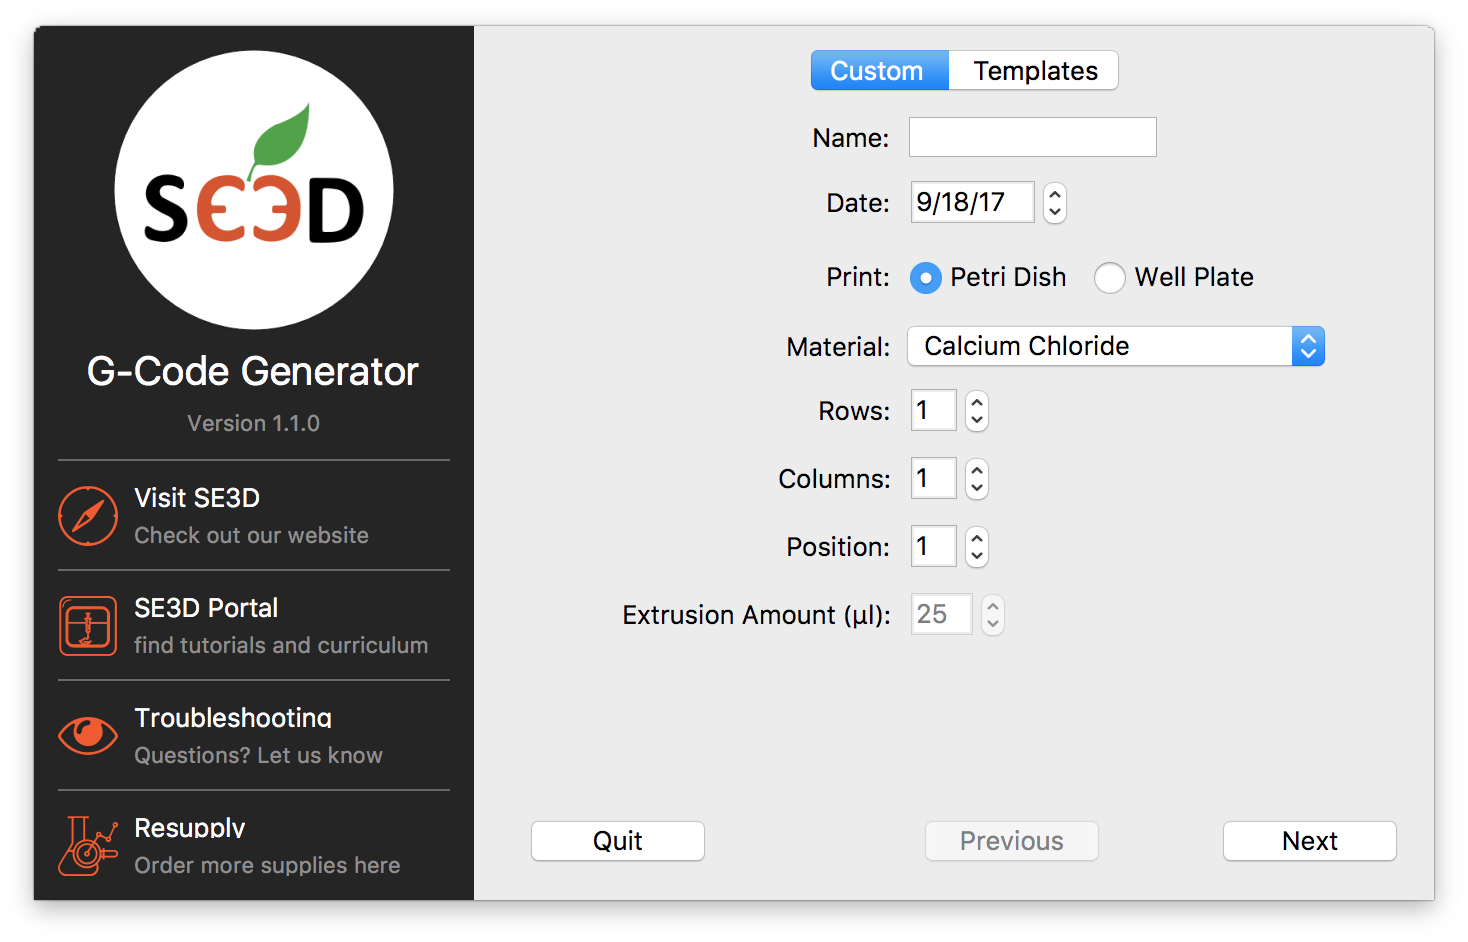 SE3D
G-Code Generator
Version 1.1.0
Visit SE3D
Check out our website
SE3D Portal
find tutorials and curriculum
Troubleshooting
Questions? Let us know
Resupply
Order more supplies here
Custom Templates
Name:
Date: 9/18/17
Print: Petri Dish Well Plate
Material: Calcium Chloride
Rows: 1
Columns: 1
Position: 1
Extrusion Amount (µl): 25
Quit Previous Next